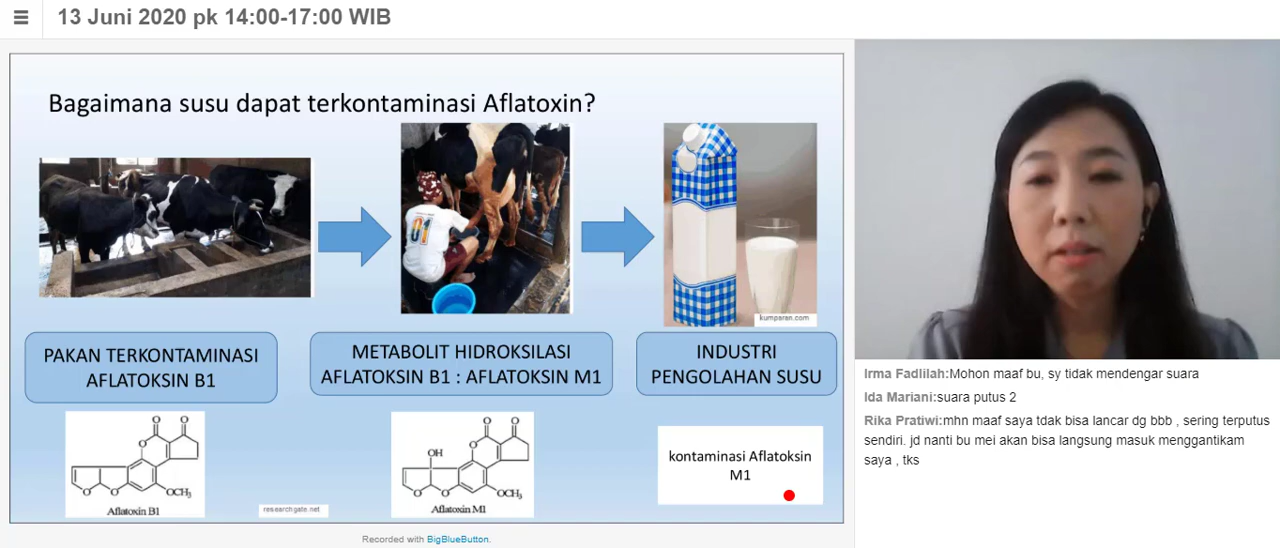 13 Juni 2020 pk 14:00-17:00 WIB
Bagaimana susu dapat terkontaminasi Aflatoxin?
01
kumparan.com
PAKAN TERKONTAMINASI
AFLATOKSIN B1
METABOLIT HIDROKSILASI
AFLATOKSIN B1 : AFLATOKSIN M1
INDUSTRI
PENGOLAHAN SUSU
O O
O
O O OCH₃
Aflatoxin B1
researchgate.net
O O
OH O
O O OCH₃
Aflatoxin M1
kontaminasi Aflatoksin
M1
Irma Fadlilah:Mohon maaf bu, sy tidak mendengar suara
Ida Mariani:suara putus 2
Rika Pratiwi:mhn maaf saya tdak bisa lancar dg bbb , sering terputus
sendiri. jd nanti bu mei akan bisa langsung masuk menggantikam
saya , tks
Recorded with BigBlueButton.